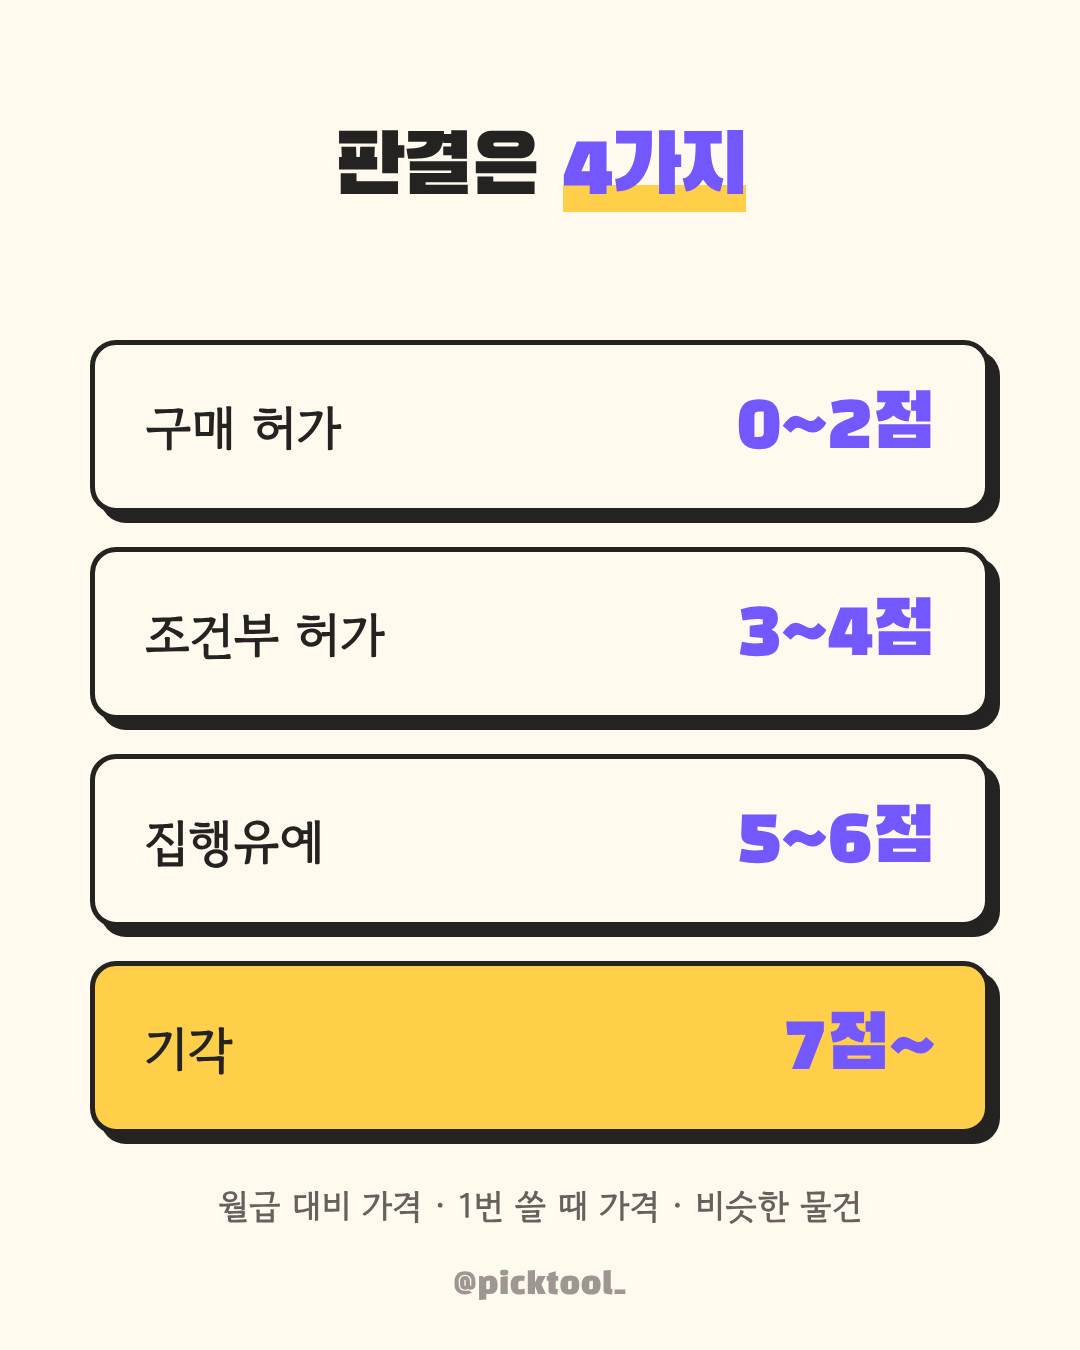 판결은 4가지
구매 허가 0~2점
조건부 허가 3~4점
집행유예 5~6점
기각 7점~
월급 대비 가격 · 1번 쓸 때 가격 · 비슷한 물건
@picktool_